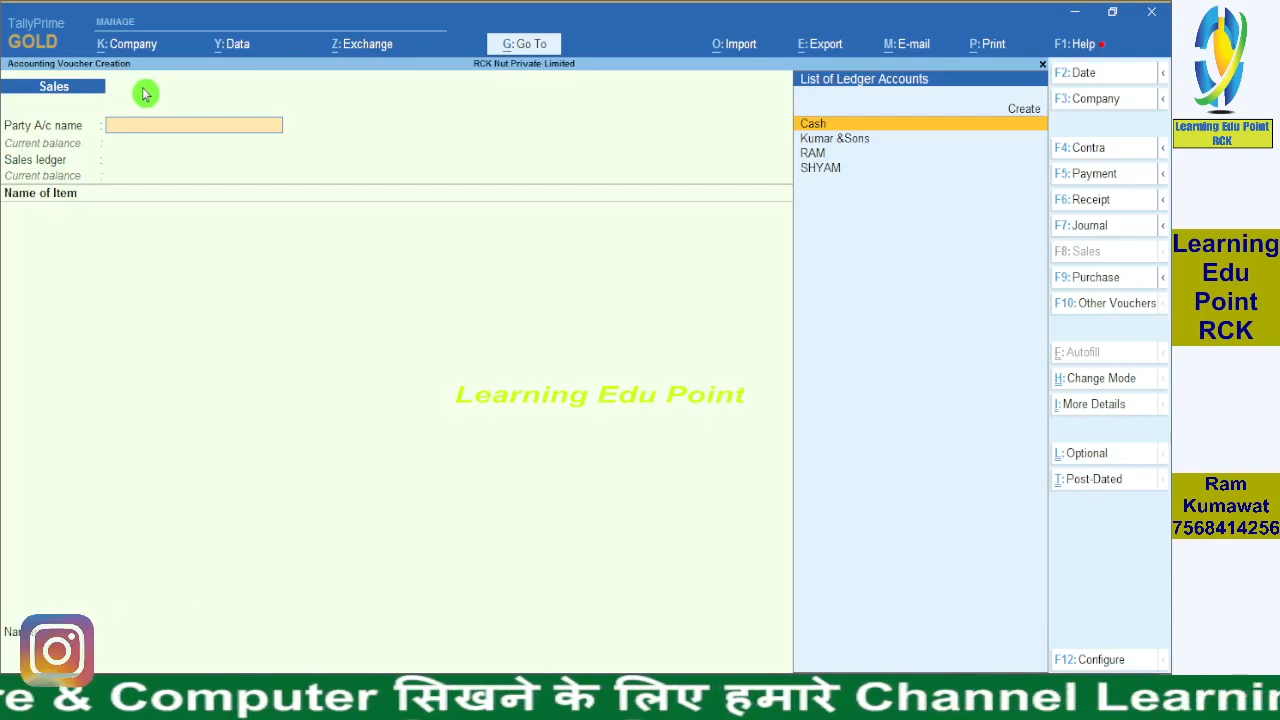 TallyPrime
GOLD
MANAGE
K: Company
Y: Data
Z: Exchange
G: Go To
O: Import
E: Export
M: E-mail
P: Print
F1: Help
Accounting Voucher Creation
RCK Nut Private Limited
x
Sales
Party A/c name :
Current balance :
Sales ledger :
Current balance :
Name of Item
List of Ledger Accounts
Create
Cash
Kumar &Sons
RAM
SHYAM
F2: Date
F3: Company
F4: Contra
F5: Payment
F6: Receipt
F7: Journal
F8: Sales
F9: Purchase
F10: Other Vouchers
E: Autofill
H: Change Mode
I: More Details
L: Optional
T: Post-Dated
F12: Configure
Learning Edu Point
Learning Edu Point
RCK
Learning
Edu
Point
RCK
Ram
Kumawat
7568414256
& Computer सिखने के लिए हमारे Channel